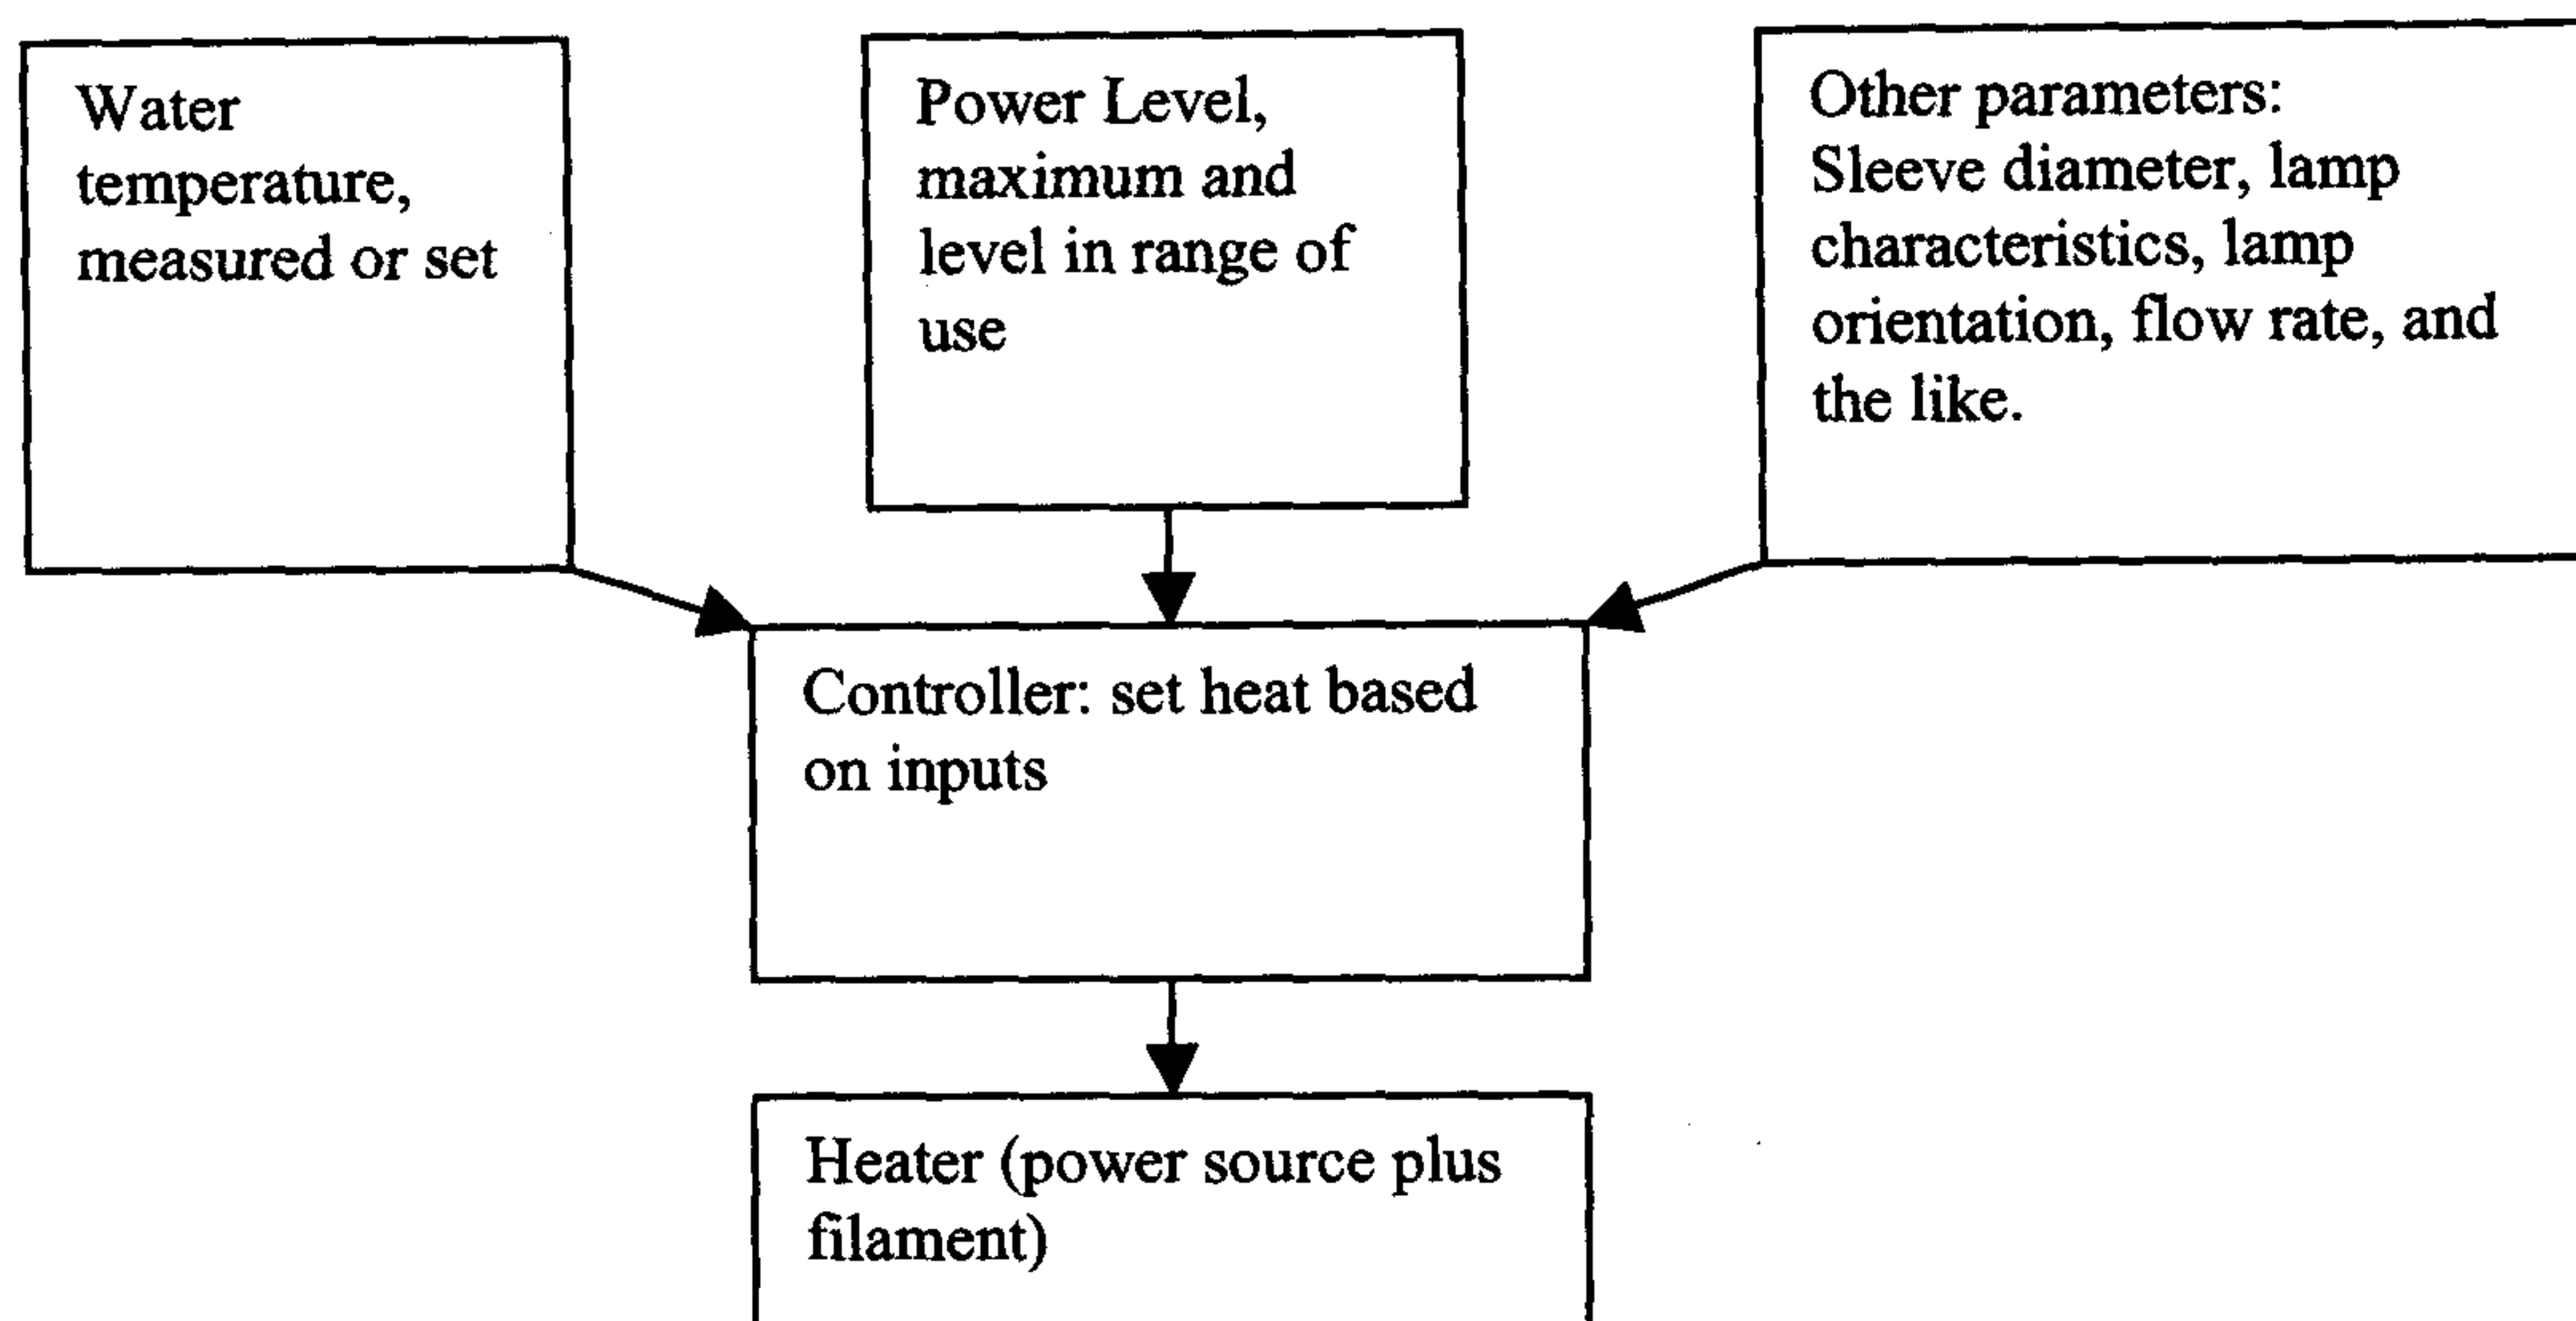 Water
temperature,
measured or set
Power Level,
maximum and
level in range of
use
Other parameters:
Sleeve diameter, lamp
characteristics, lamp
orientation, flow rate, and
the like.
Controller: set heat based
on inputs
Heater (power source plus
filament)